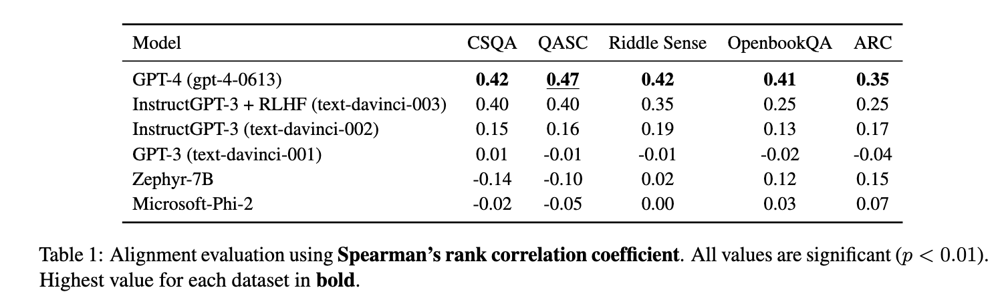 Model CSQA QASC Riddle Sense OpenbookQA ARC
GPT-4 (gpt-4-0613) 0.42 0.47 0.42 0.41 0.35
InstructGPT-3 + RLHF (text-davinci-003) 0.40 0.40 0.35 0.25 0.25
InstructGPT-3 (text-davinci-002) 0.15 0.16 0.19 0.13 0.17
GPT-3 (text-davinci-001) 0.01 -0.01 -0.01 -0.02 -0.04
Zephyr-7B -0.14 -0.10 0.02 0.12 0.15
Microsoft-Phi-2 -0.02 -0.05 0.00 0.03 0.07
Table 1: Alignment evaluation using Spearman's rank correlation coefficient. All values are significant (p < 0.01).
Highest value for each dataset in bold.